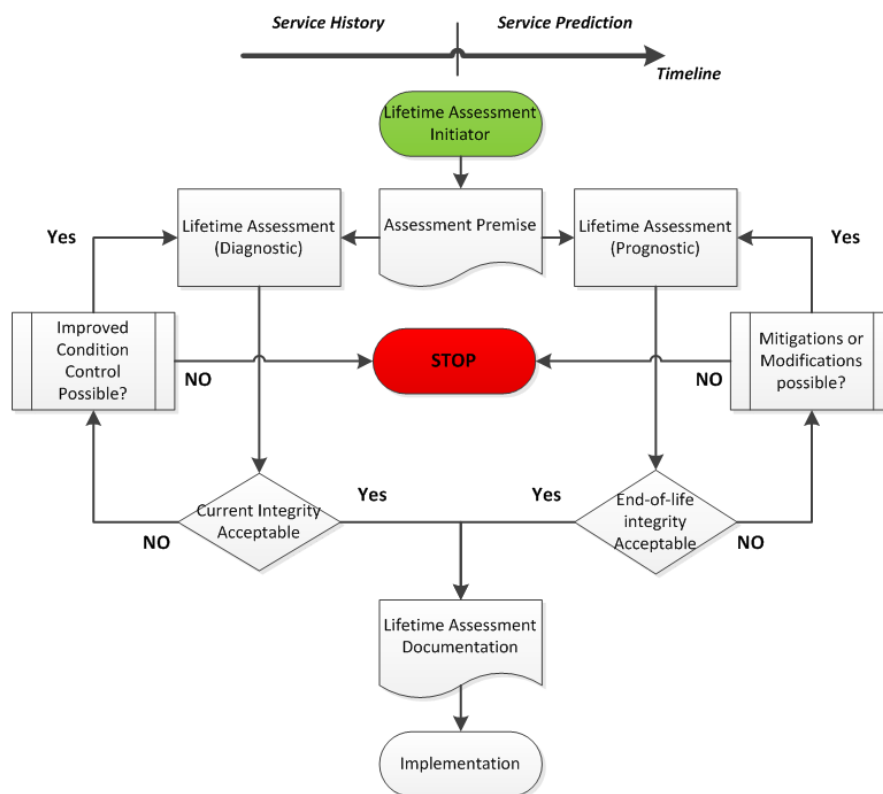 Service History
Service Prediction
Timeline
Lifetime Assessment
Initiator
Lifetime Assessment
(Diagnostic)
Assessment Premise
Lifetime Assessment
(Prognostic)
Yes
Yes
Improved
Condition
Control
Possible?
STOP
Mitigations or
Modifications
possible?
NO
NO
Current Integrity
Acceptable
Yes
Yes
End-of-life
integrity
Acceptable
NO
NO
Lifetime Assessment
Documentation
Implementation